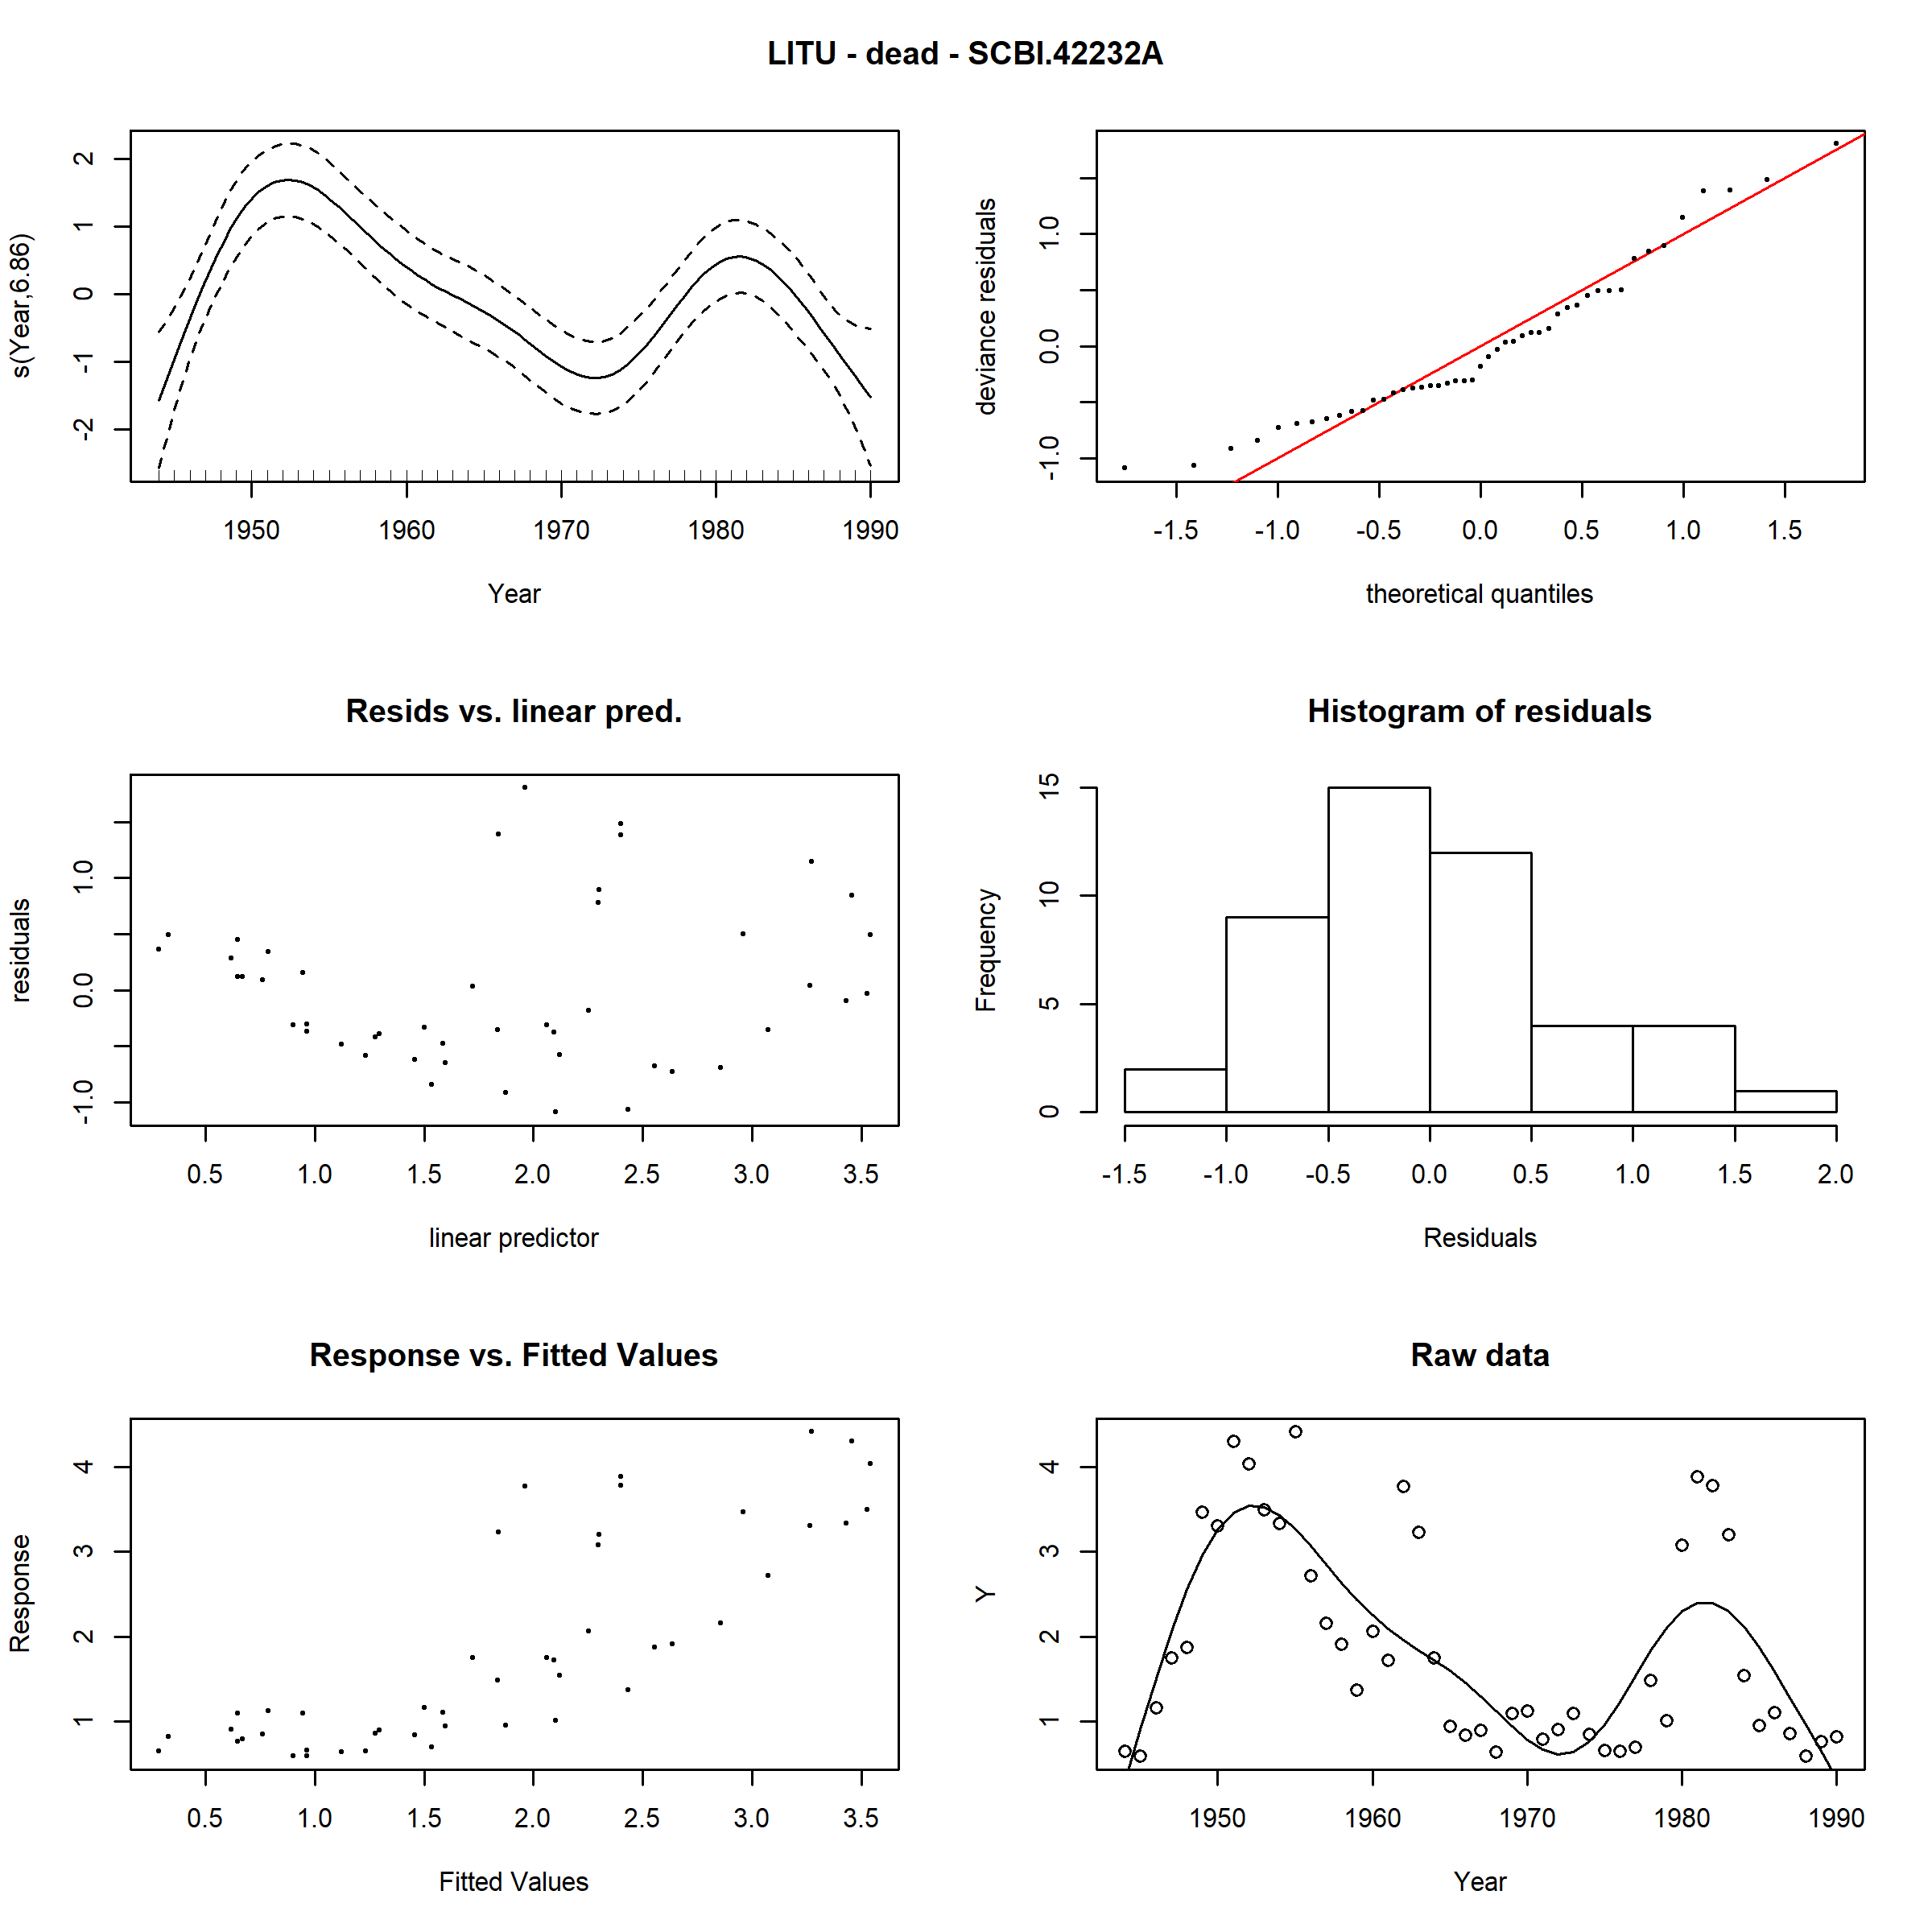 LITU - dead - SCBI.42232A
s(Year,6.86)
2
1
0
-1
-2
1950 1960 1970 1980 1990
Year
deviance residuals
1.0
0.0
-1.0
-1.5 -1.0 -0.5 0.0 0.5 1.0 1.5
theoretical quantiles
Resids vs. linear pred.
residuals
1.0
0.0
-1.0
0.5 1.0 1.5 2.0 2.5 3.0 3.5
linear predictor
Histogram of residuals
Frequency
15
10
5
0
-1.5 -1.0 -0.5 0.0 0.5 1.0 1.5 2.0
Residuals
Response vs. Fitted Values
Response
4
3
2
1
0.5 1.0 1.5 2.0 2.5 3.0 3.5
Fitted Values
Raw data
Y
4
3
2
1
1950 1960 1970 1980 1990
Year